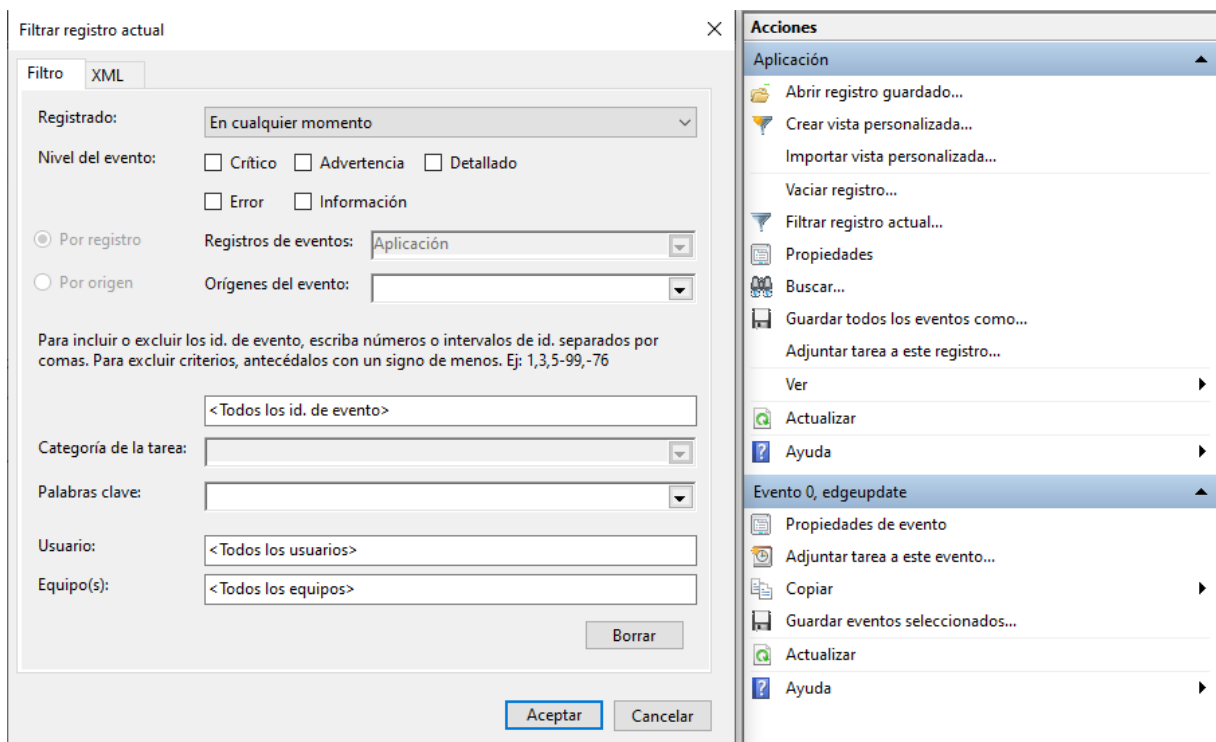 Filtrar registro actual
Filtro
XML
Registrado:
En cualquier momento
Nivel del evento:
Crítico
Advertencia
Detallado
Error
Información
Por registro
Registros de eventos:
Aplicación
Por origen
Orígenes del evento:
Para incluir o excluir los id. de evento, escriba números o intervalos de id. separados por
comas. Para excluir criterios, antecédalos con un signo de menos. Ej: 1,3,5-99,-76
<Todos los id. de evento>
Categoría de la tarea:
Palabras clave:
Usuario:
<Todos los usuarios>
Equipo(s):
<Todos los equipos>
Borrar
Aceptar
Cancelar
Acciones
Aplicación
Abrir registro guardado...
Crear vista personalizada...
Importar vista personalizada...
Vaciar registro...
Filtrar registro actual...
Propiedades
Buscar...
Guardar todos los eventos como...
Adjuntar tarea a este registro...
Ver
Actualizar
Ayuda
Evento 0, edgeupdate
Propiedades de evento
Adjuntar tarea a este evento...
Copiar
Guardar eventos seleccionados...
Actualizar
Ayuda